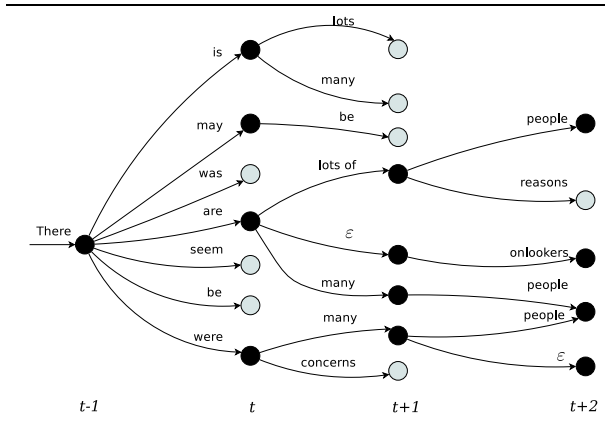 lots
is
many
may
be
people
was
lots of
reasons
are
There
ε
onlookers
seem
many
people
be
many
people
were
ε
concerns
t-1
t
t+1
t+2